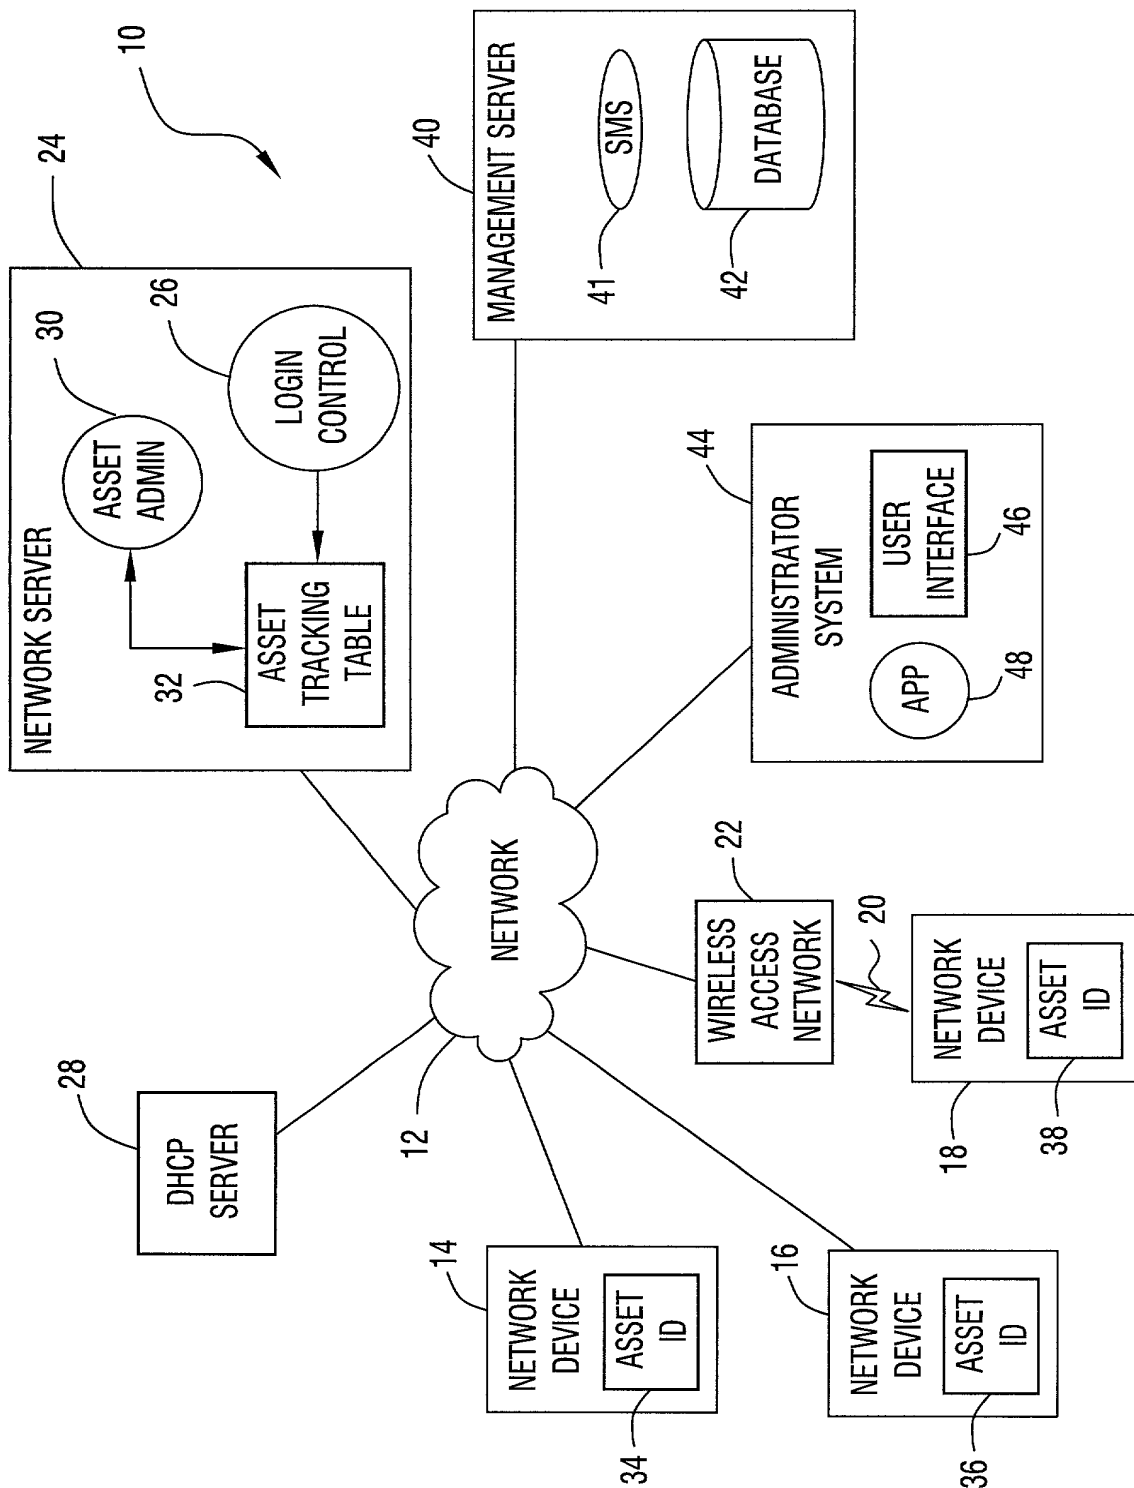 10
24
NETWORK SERVER
30
ASSET
ADMIN
26
LOGIN
CONTROL
32
ASSET
TRACKING
TABLE
28
DHCP
SERVER
12
NETWORK
40
MANAGEMENT SERVER
41
SMS
42
DATABASE
14
NETWORK
DEVICE
ASSET
ID
34
16
NETWORK
DEVICE
ASSET
ID
36
22
WIRELESS
ACCESS
NETWORK
20
18
NETWORK
DEVICE
ASSET
ID
38
44
ADMINISTRATOR
SYSTEM
APP
48
USER
INTERFACE
46